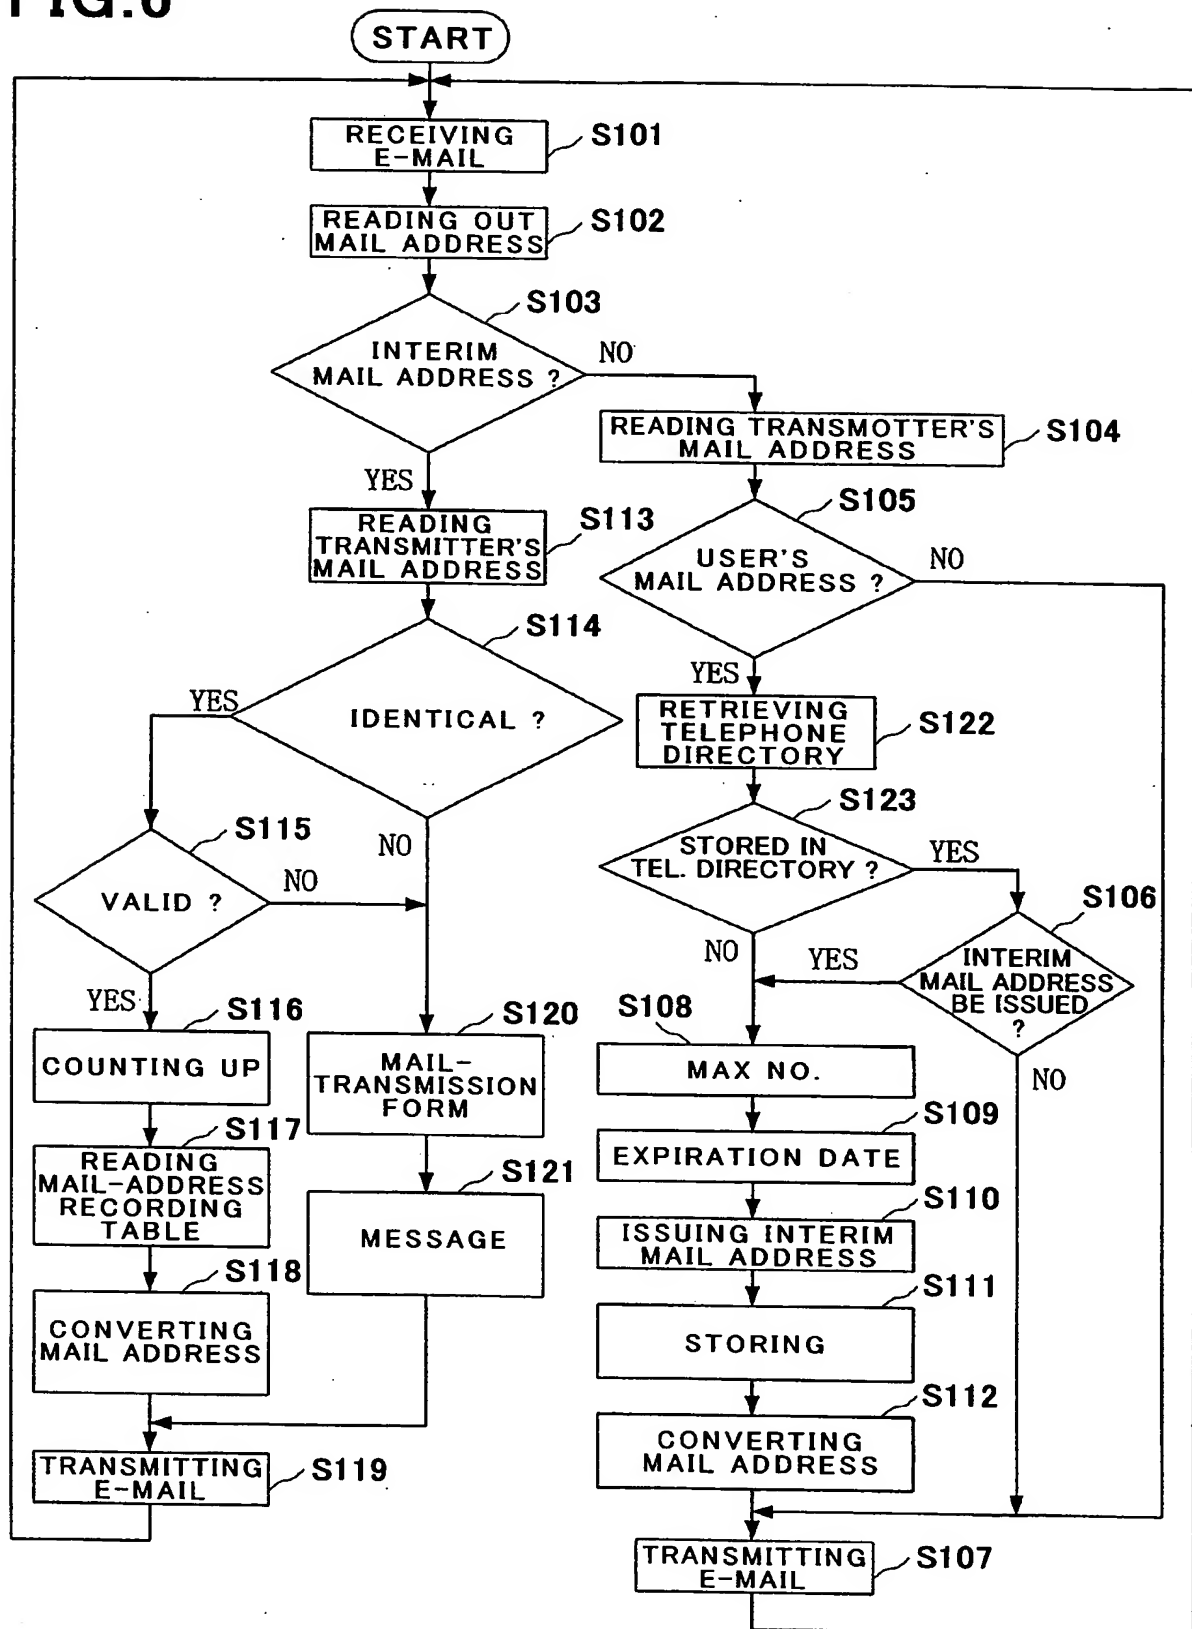 FIG.6
START
RECEIVING
E-MAIL
S101
READING OUT
MAIL ADDRESS
S102
S103
INTERIM
MAIL ADDRESS ?
NO
READING TRANSMOTTER'S
MAIL ADDRESS
S104
YES
READING
TRANSMITTER'S
MAIL ADDRESS
S113
S105
USER'S
MAIL ADDRESS ?
NO
S114
YES
IDENTICAL ?
YES
RETRIEVING
TELEPHONE
DIRECTORY
S122
S123
STORED IN
TEL. DIRECTORY ?
YES
S115
VALID ?
NO
NO
S106
INTERIM
MAIL ADDRESS
BE ISSUED
?
YES
NO
NO
YES
S116
COUNTING UP
S120
MAIL-
TRANSMISSION
FORM
S108
MAX NO.
S109
EXPIRATION DATE
S117
READING
MAIL-ADDRESS
RECORDING
TABLE
S121
MESSAGE
S110
ISSUING INTERIM
MAIL ADDRESS
S118
CONVERTING
MAIL ADDRESS
S111
STORING
S112
CONVERTING
MAIL ADDRESS
TRANSMITTING
E-MAIL
S119
TRANSMITTING
E-MAIL
S107